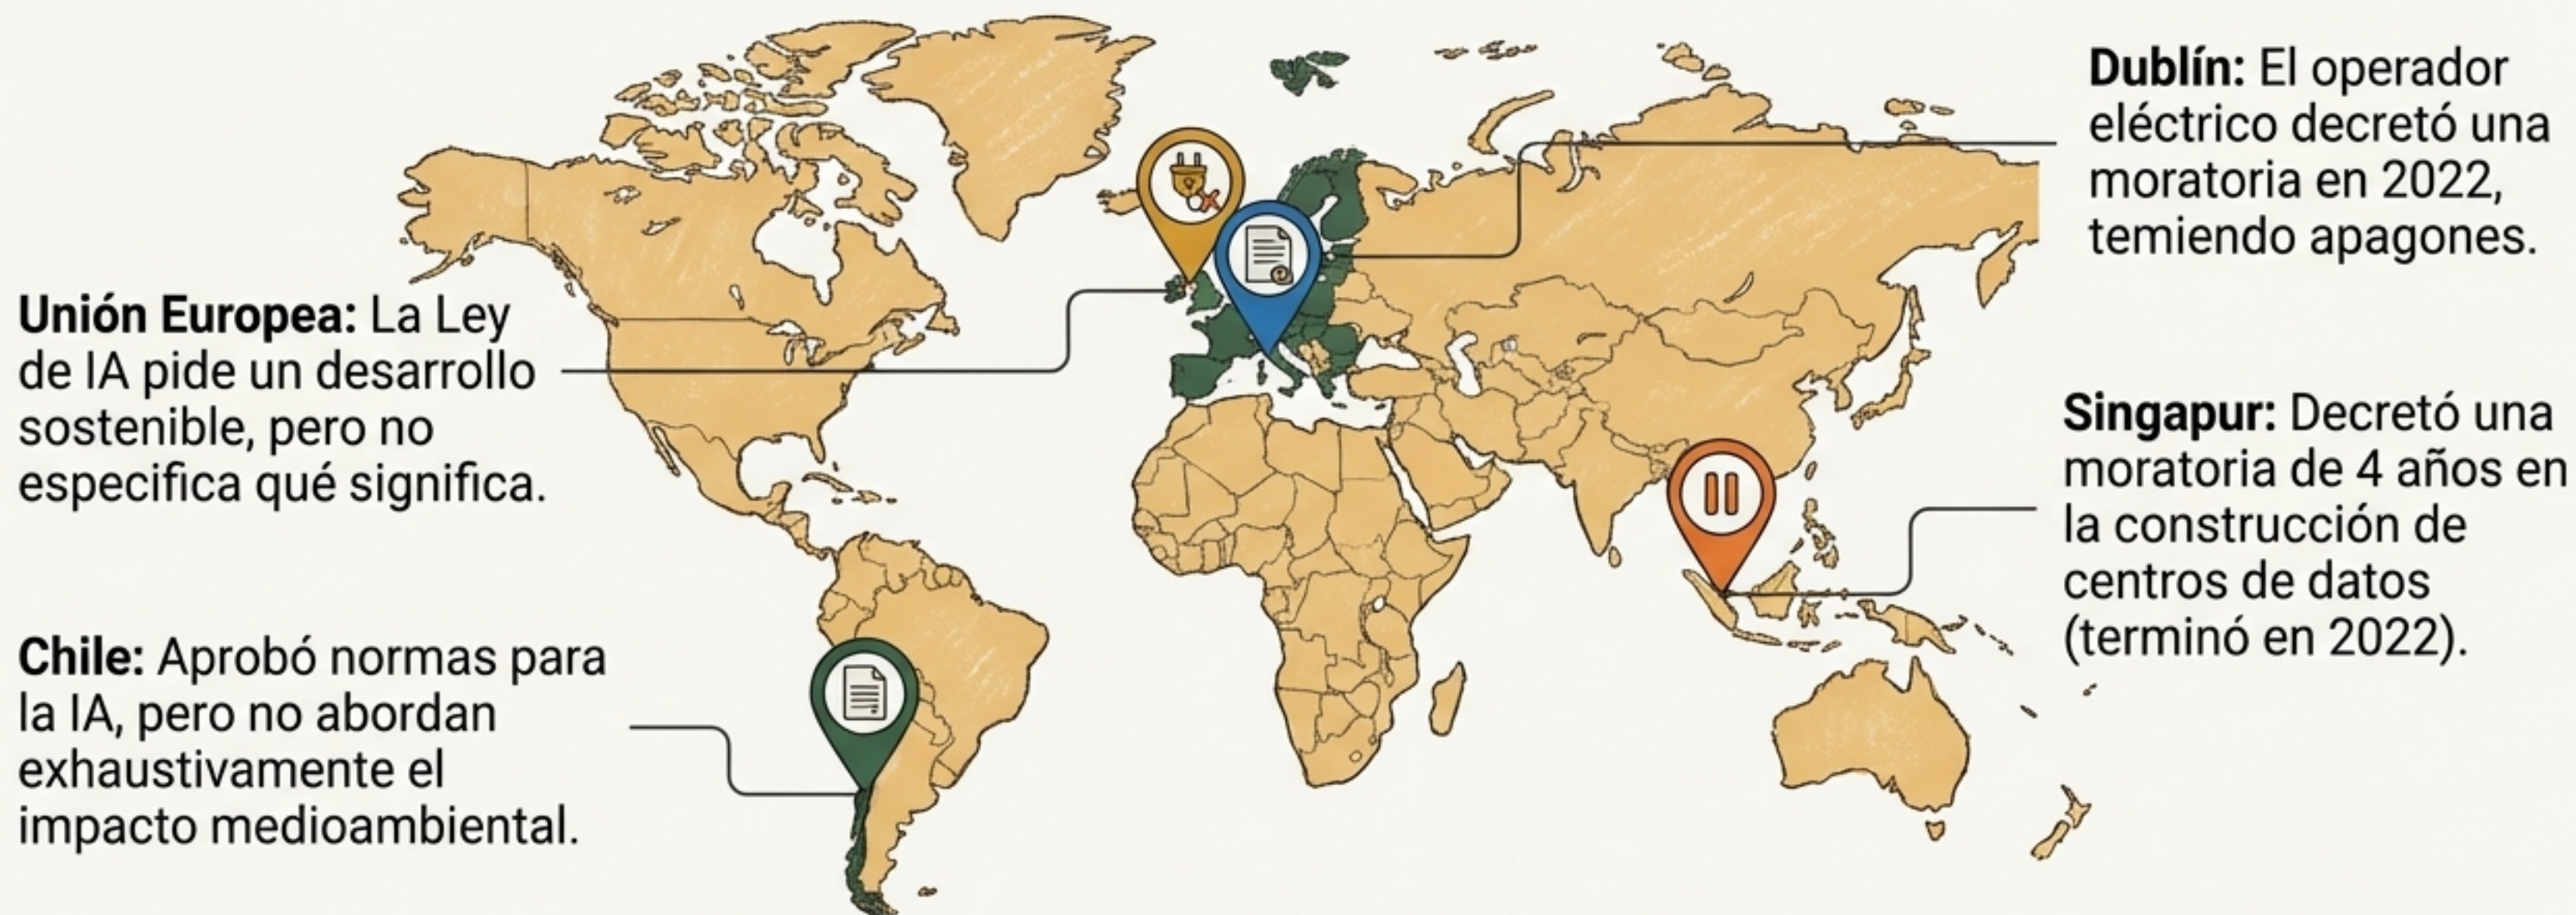 Unión Europea: La Ley
de IA pide un desarrollo
sostenible, pero no
especifica qué significa.
Chile: Aprobó normas para
la IA, pero no abordan
exhaustivamente el
impacto medioambiental.
Dublín: El operador
eléctrico decretó una
moratoria en 2022,
temiendo apagones.
Singapur: Decretó una
moratoria de 4 años en
la construcción de
centros de datos
(terminó en 2022).